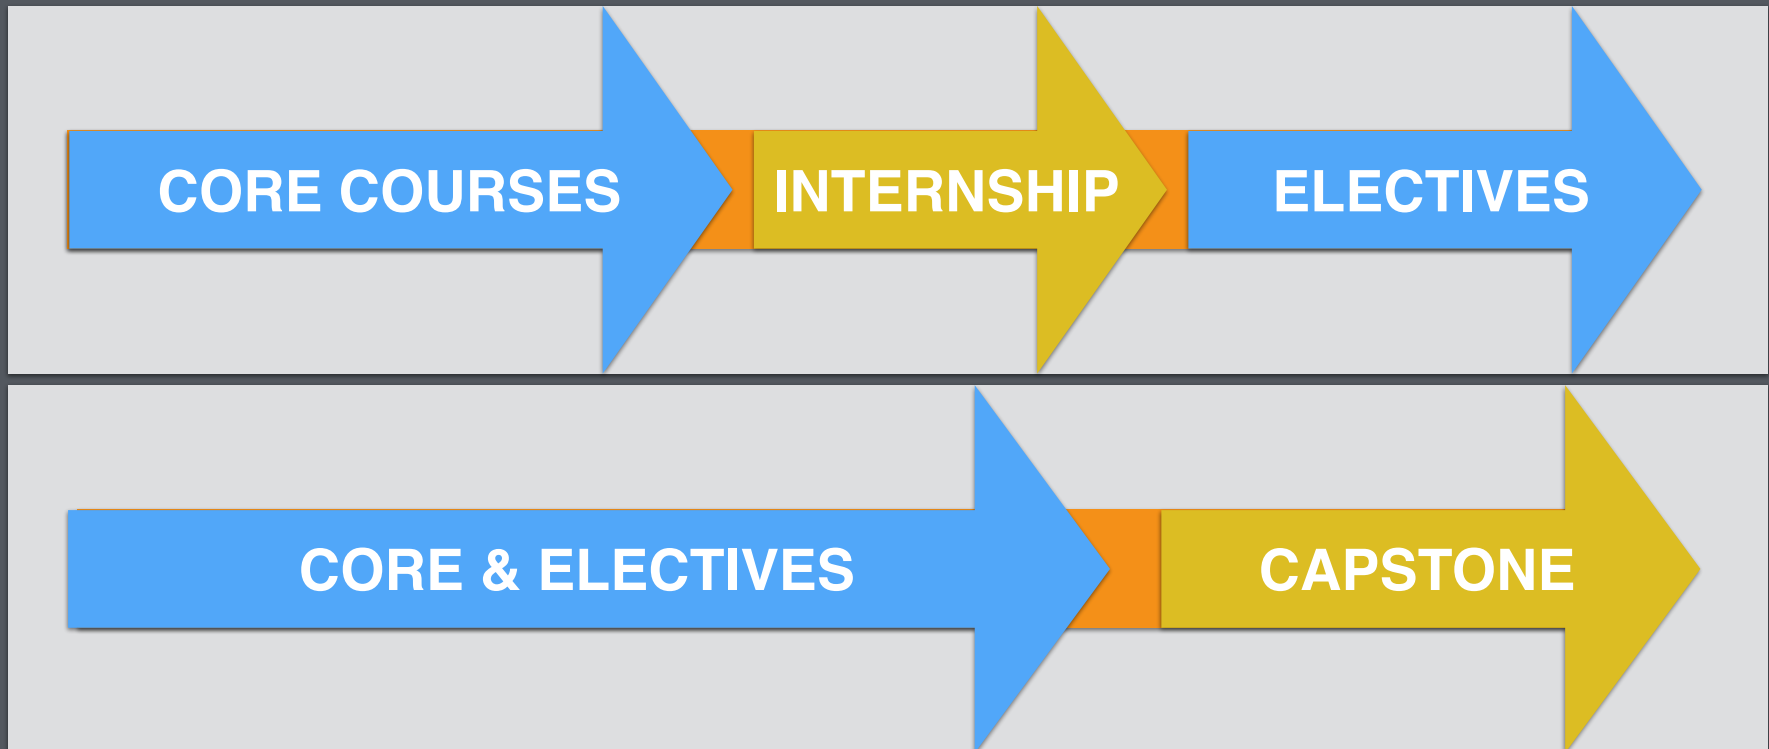 CORE COURSES
INTERNSHIP
ELECTIVES
CORE & ELECTIVES
CAPSTONE